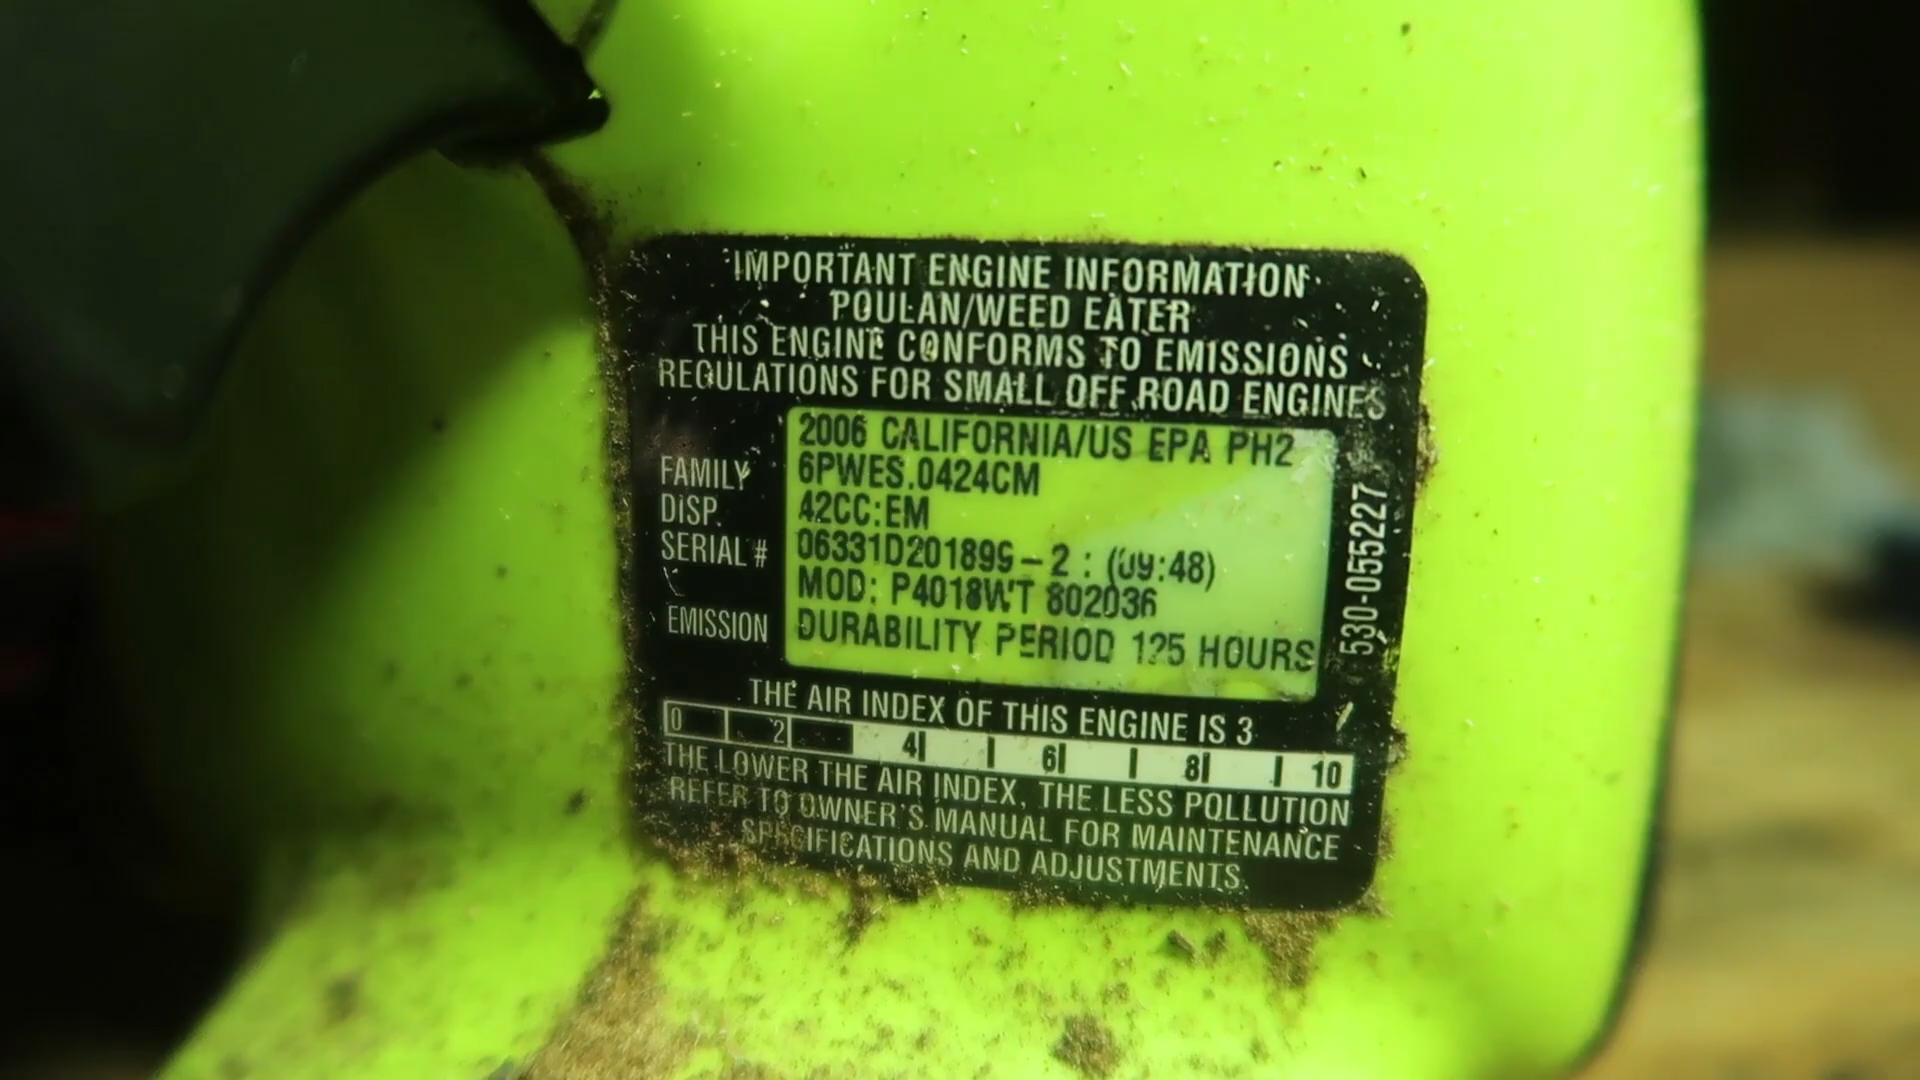 IMPORTANT ENGINE INFORMATION
POULAN/WEED EATER
THIS ENGINE CONFORMS TO EMISSIONS
REGULATIONS FOR SMALL OFF ROAD ENGINES
2006 CALIFORNIA/US EPA PH2
FAMILY 6PWES.0424CM
DISP. 42CC:EM
SERIAL # 06331D201899-2 : (09:48)
MOD: P4018WT 802036
EMISSION DURABILITY PERIOD 125 HOURS
530-055227
THE AIR INDEX OF THIS ENGINE IS 3
0 2 4 6 8 10
THE LOWER THE AIR INDEX, THE LESS POLLUTION
REFER TO OWNER'S MANUAL FOR MAINTENANCE
SPECIFICATIONS AND ADJUSTMENTS.